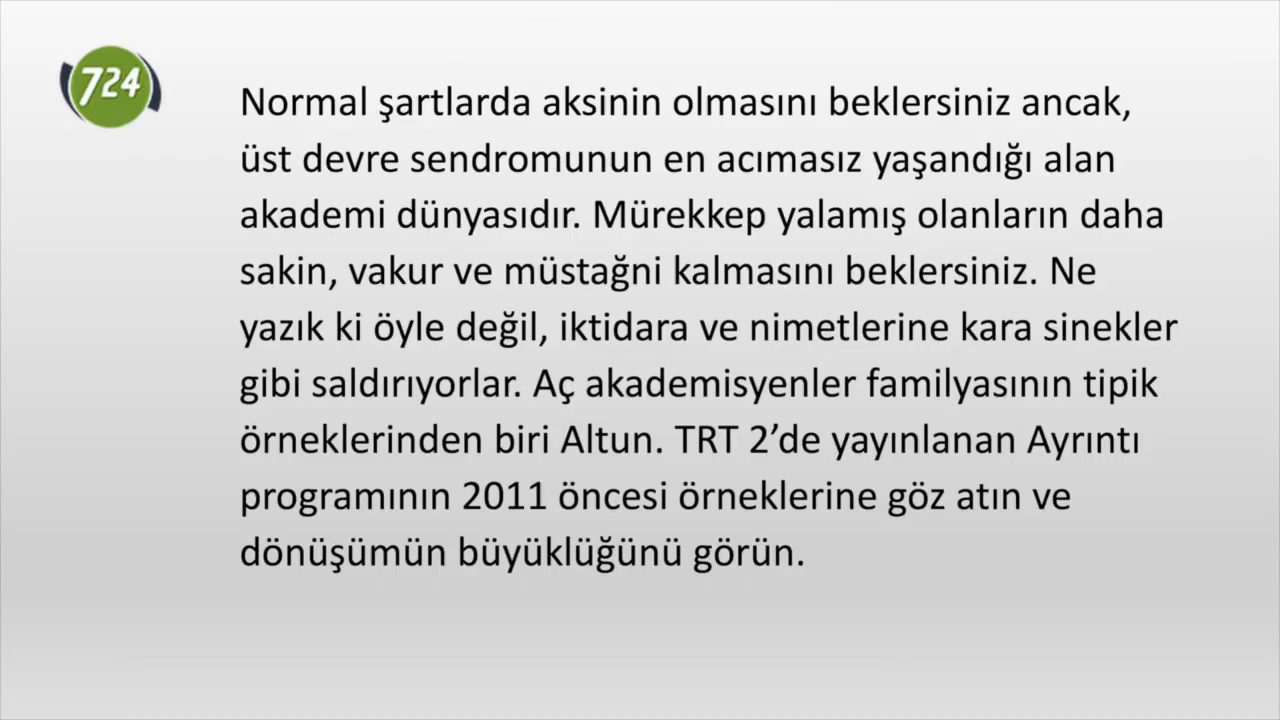 724
Normal şartlarda aksinin olmasını beklersiniz ancak,
üst devre sendromunun en acımasız yaşandığı alan
akademi dünyasıdır. Mürekkep yalamış olanların daha
sakin, vakur ve müstağni kalmasını beklersiniz. Ne
yazık ki öyle değil, iktidara ve nimetlerine kara sinekler
gibi saldırıyorlar. Aç akademisyenler familyasının tipik
örneklerinden biri Altun. TRT 2’de yayınlanan Ayrıntı
programının 2011 öncesi örneklerine göz atın ve
dönüşümün büyüklüğünü görün.